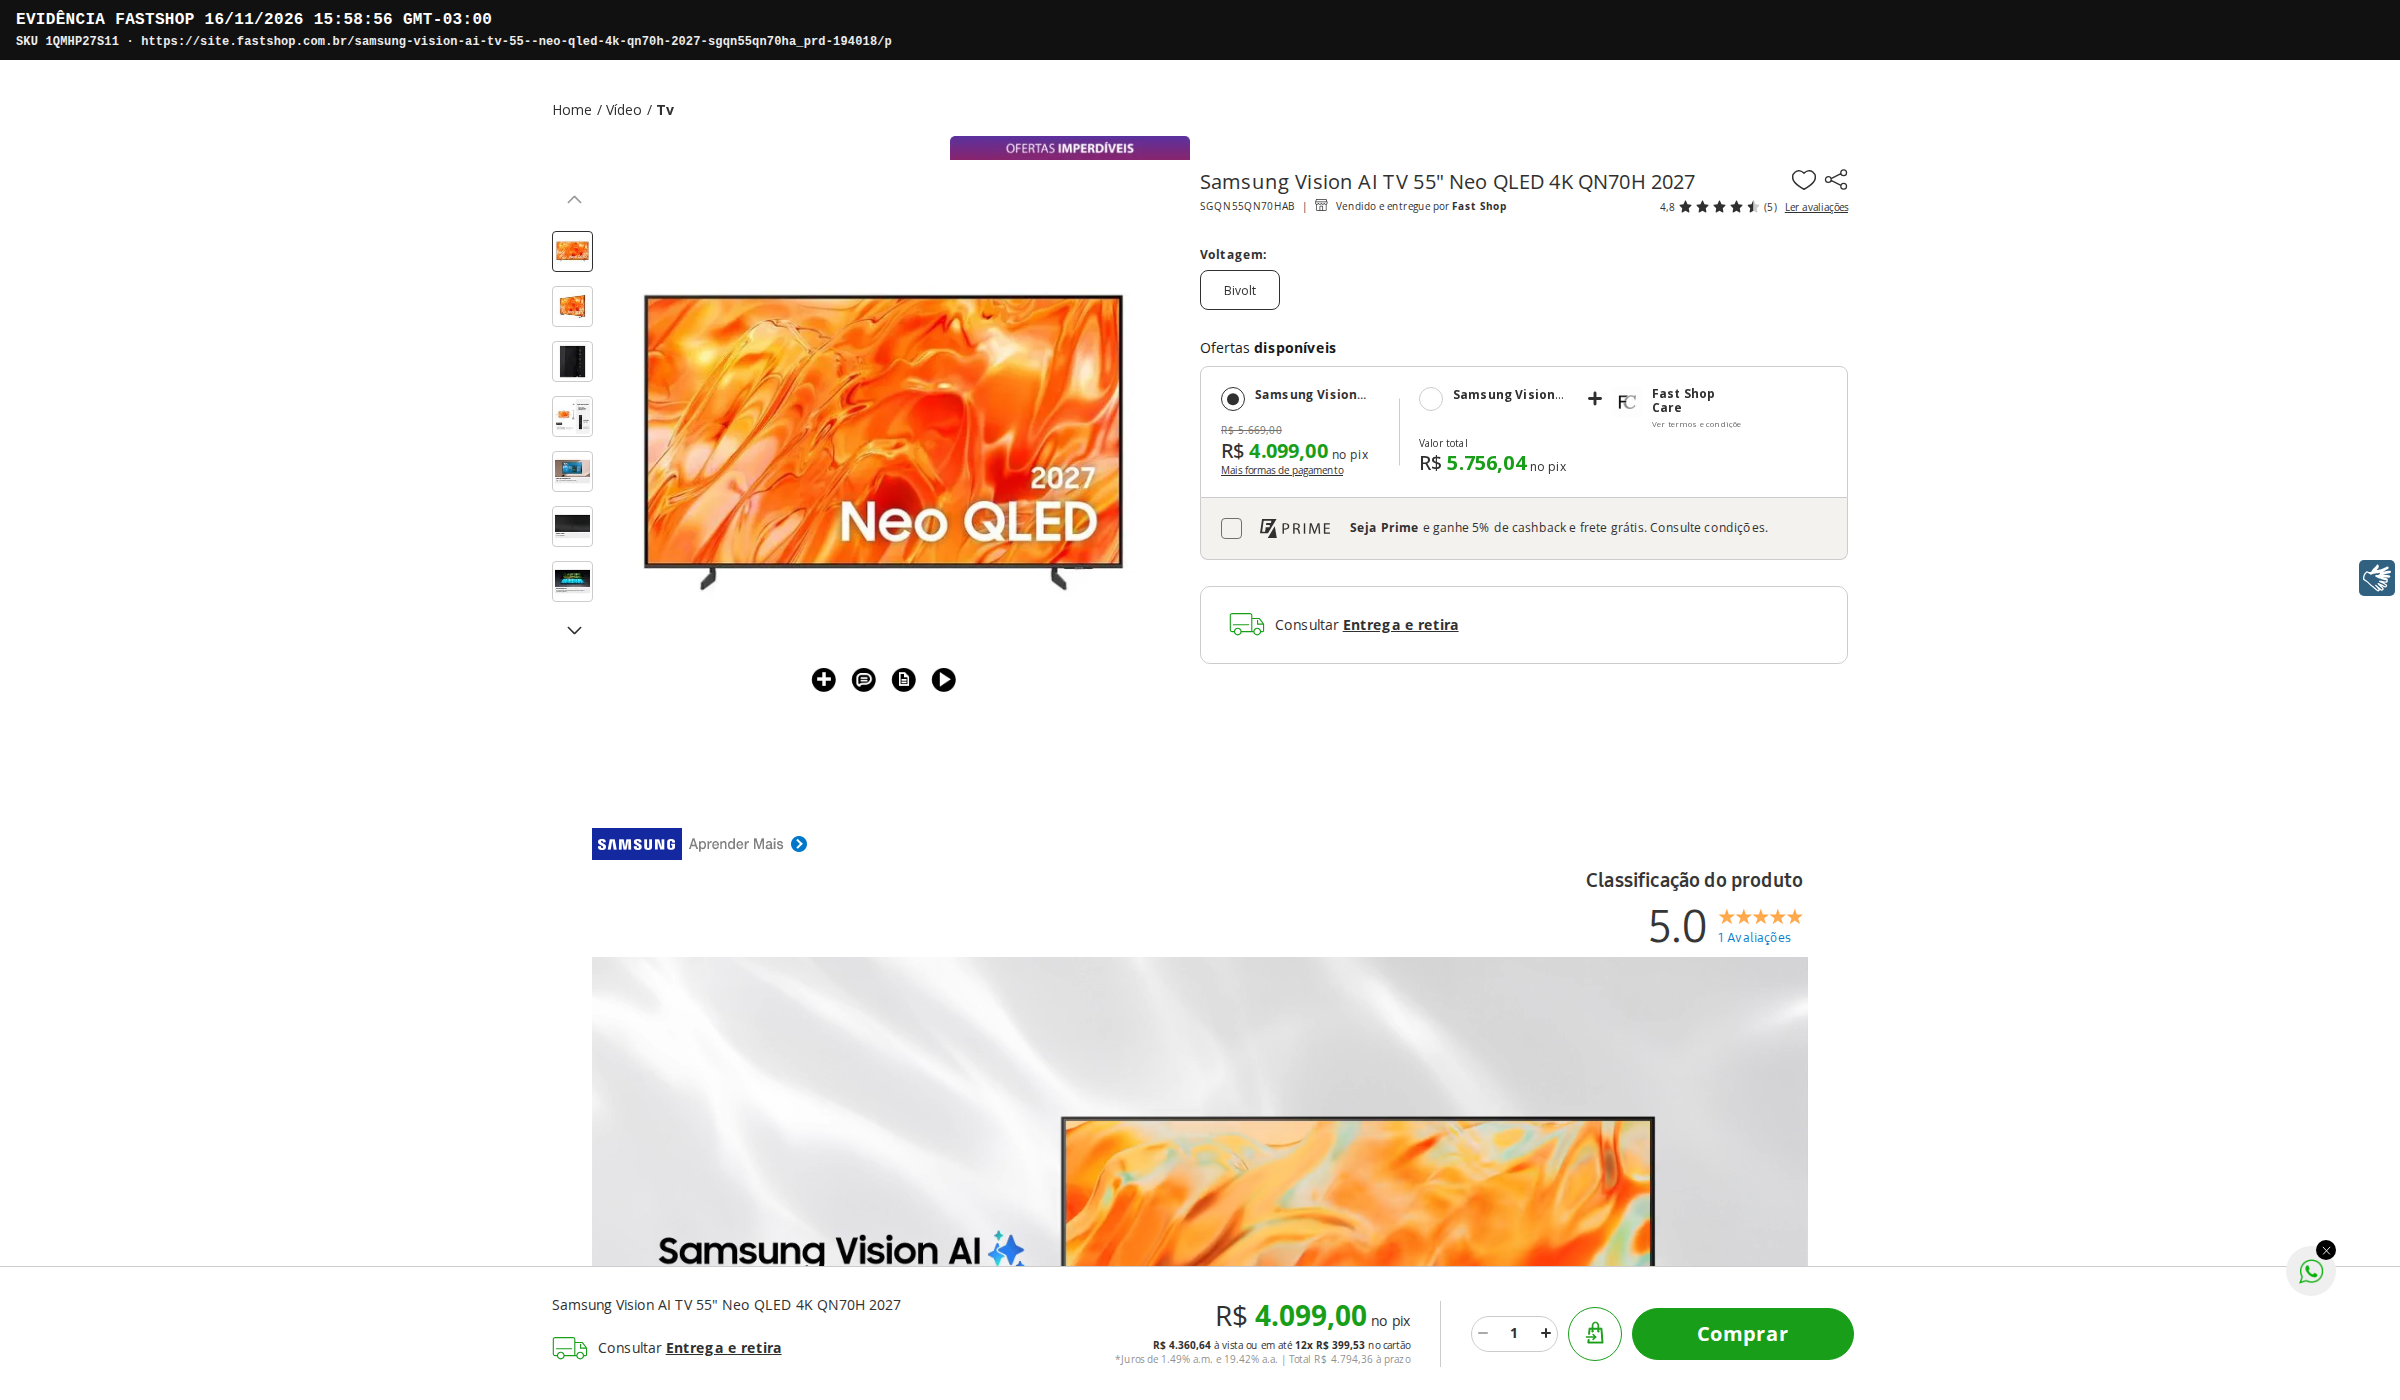 EVIDÊNCIA FASTSHOP 16/11/2026 15:58:56 GMT-03:00
SKU 1QMHP27S11 · https://site.fastshop.com.br/samsung-vision-ai-tv-55--neo-qled-4k-qn70h-2027-sgqn55qn70ha_prd-194018/p
Home / Vídeo / Tv
OFERTAS IMPERDÍVEIS
Samsung Vision AI TV 55" Neo QLED 4K QN70H 2027
SGQN55QN70HAB | Vendido e entregue por Fast Shop
4,8 (5) Ler avaliações
Voltagem:
Bivolt
Ofertas disponíveis
Samsung Vision...
R$ 5.669,00
R$ 4.099,00 no pix
Mais formas de pagamento
Samsung Vision...
+
FC
Fast Shop
Care
Ver termos e condiçõe
Valor total
R$ 5.756,04 no pix
PRIME
Seja Prime e ganhe 5% de cashback e frete grátis. Consulte condições.
Consultar Entrega e retira
2027
Neo QLED
SAMSUNG Aprender Mais
Classificação do produto
5.0
1 Avaliações
Samsung Vision AI
Samsung Vision AI TV 55" Neo QLED 4K QN70H 2027
Consultar Entrega e retira
R$ 4.099,00 no pix
R$ 4.360,64 à vista ou em até 12x R$ 399,53 no cartão
*Juros de 1.49% a.m. e 19.42% a.a. | Total R$ 4.794,36 à prazo
− 1 +
Comprar